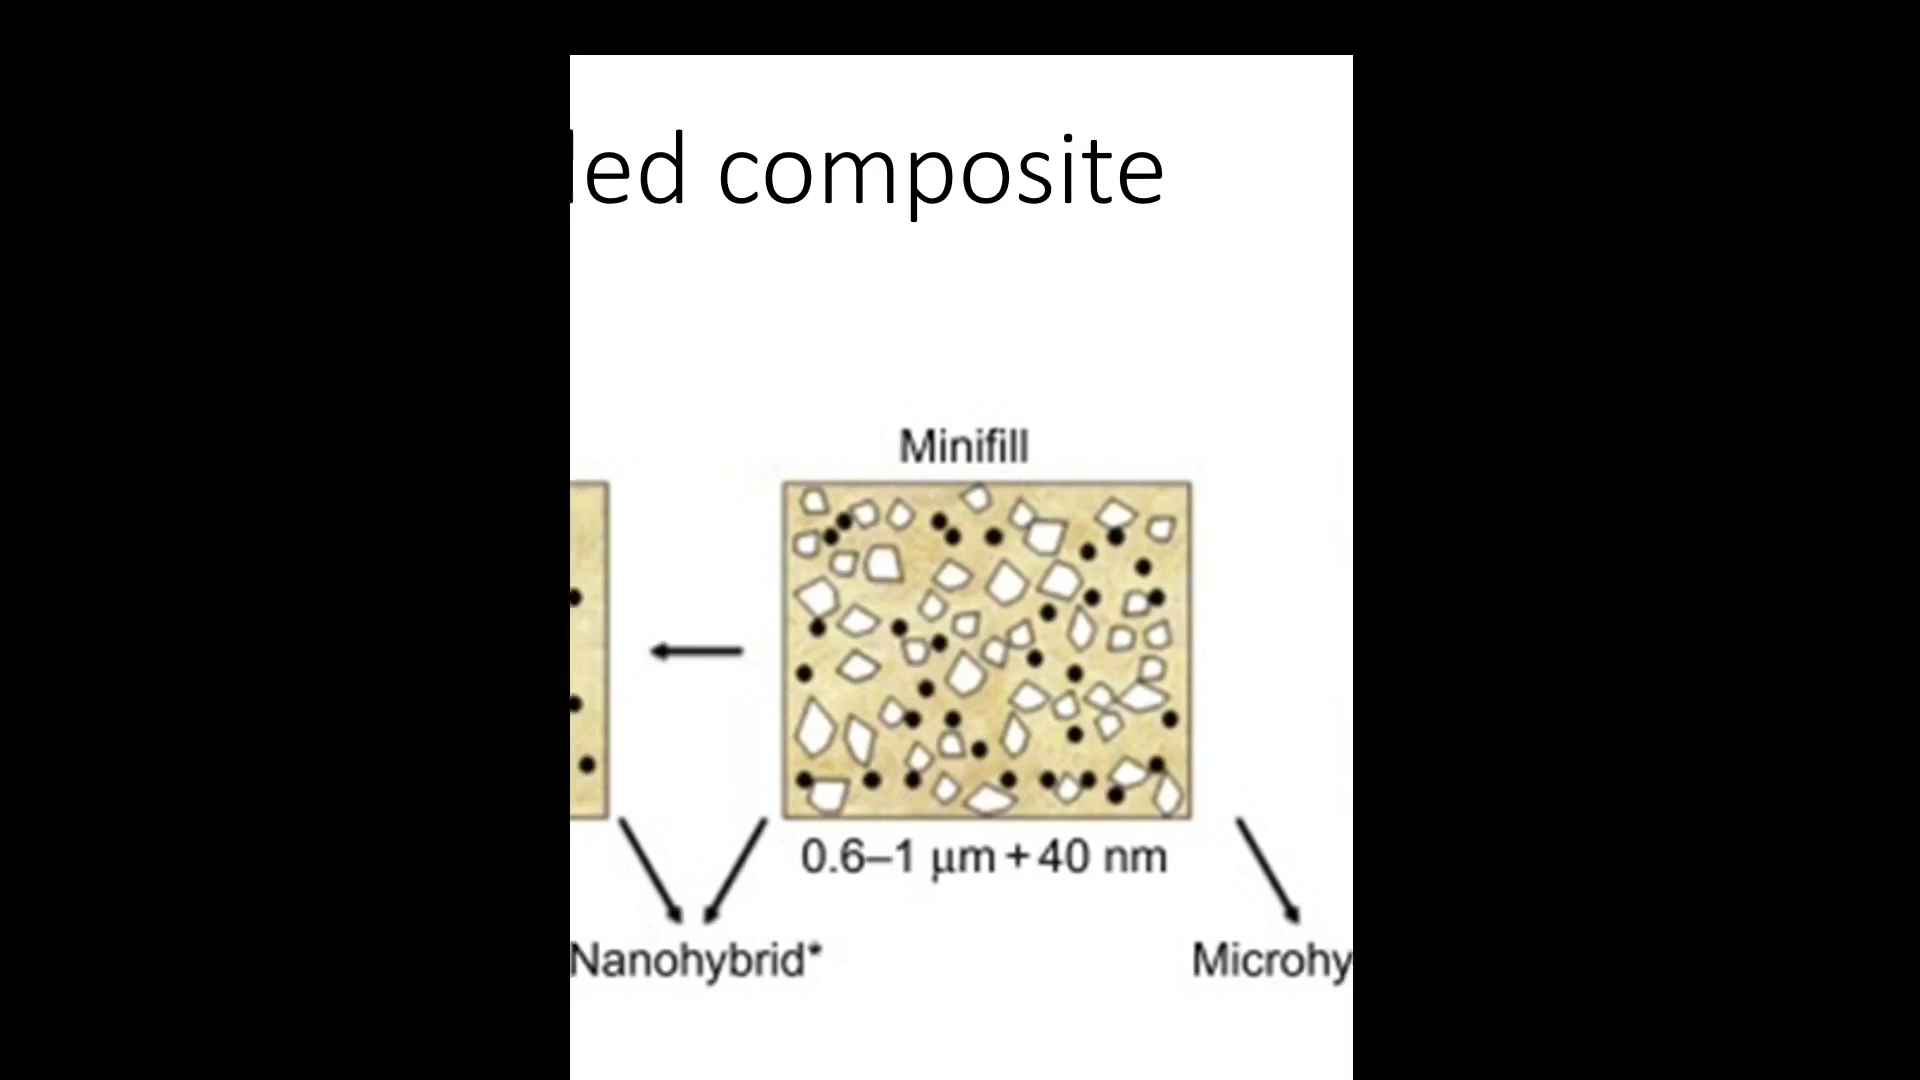 led composite
Minifill
0.6–1 µm + 40 nm
Nanohybrid*
Microhy